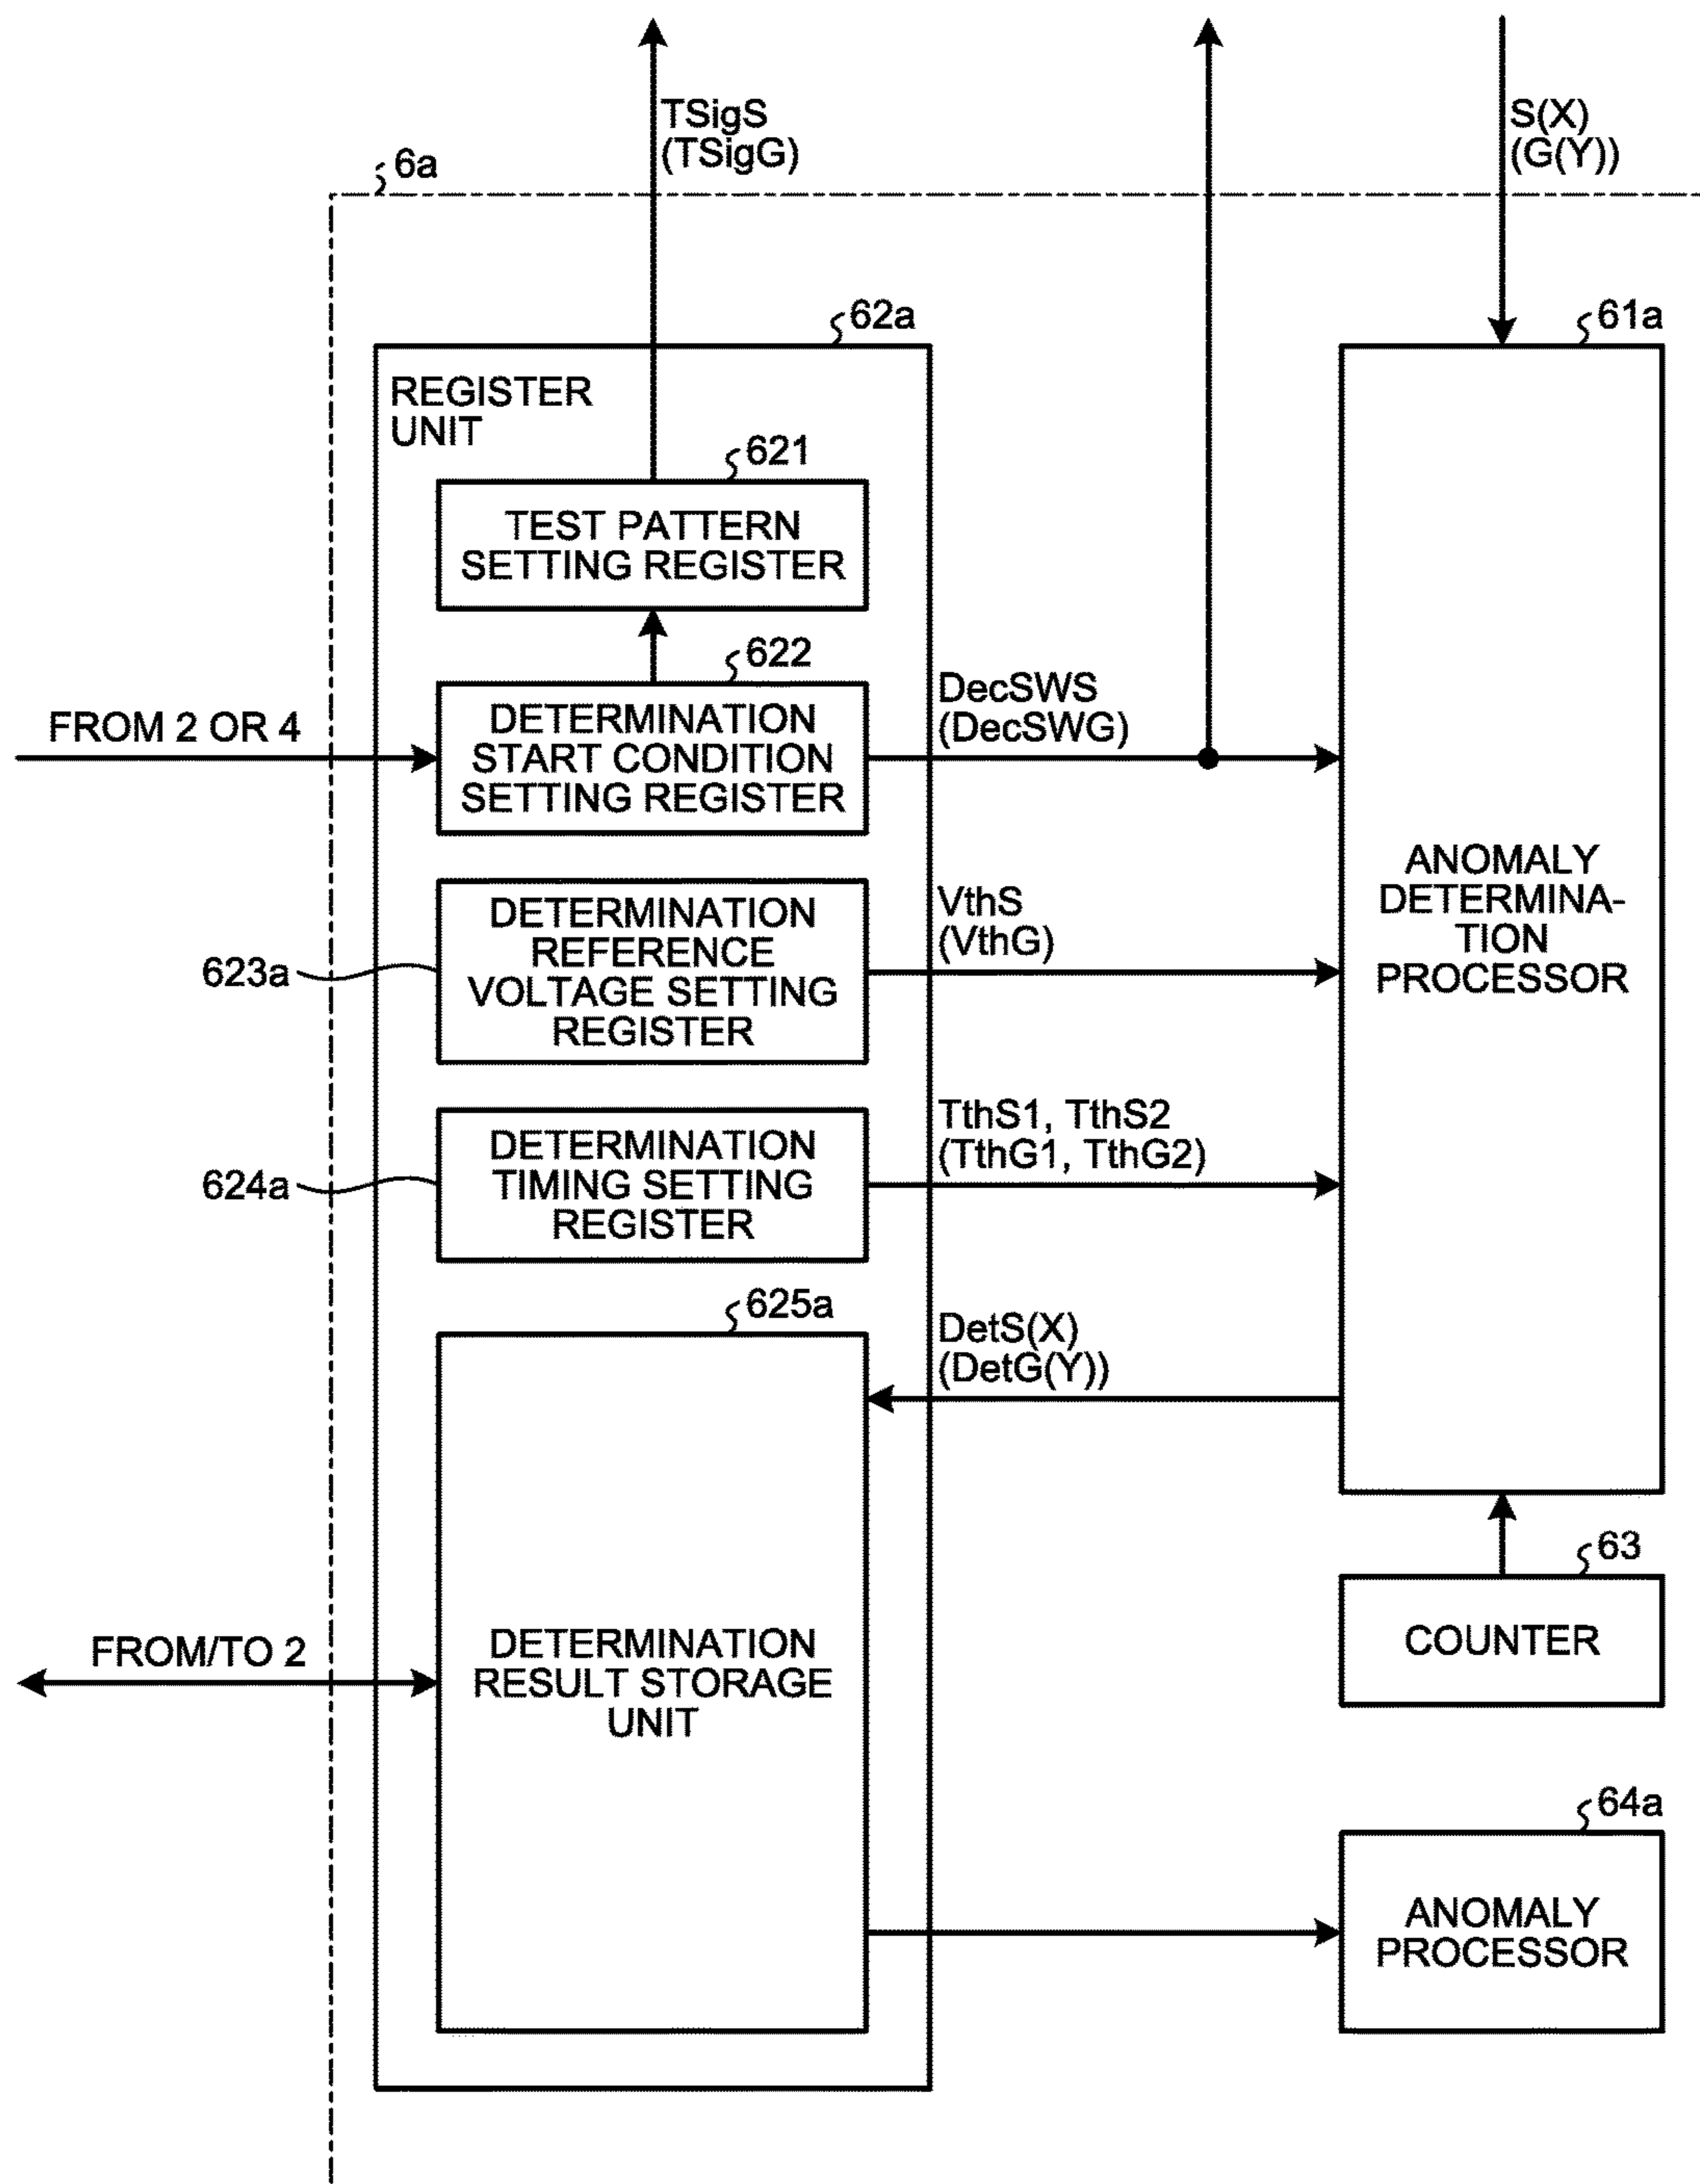 TSigS
(TSigG)
S(X)
(G(Y))
6a
62a
61a
REGISTER
UNIT
621
TEST PATTERN
SETTING REGISTER
622
FROM 2 OR 4
DETERMINATION
START CONDITION
SETTING REGISTER
DecSWS
(DecSWG)
623a
DETERMINATION
REFERENCE
VOLTAGE SETTING
REGISTER
VthS
(VthG)
ANOMALY
DETERMINA-
TION
PROCESSOR
624a
DETERMINATION
TIMING SETTING
REGISTER
TthS1, TthS2
(TthG1, TthG2)
625a
DetS(X)
(DetG(Y))
63
COUNTER
FROM/TO 2
DETERMINATION
RESULT STORAGE
UNIT
64a
ANOMALY
PROCESSOR